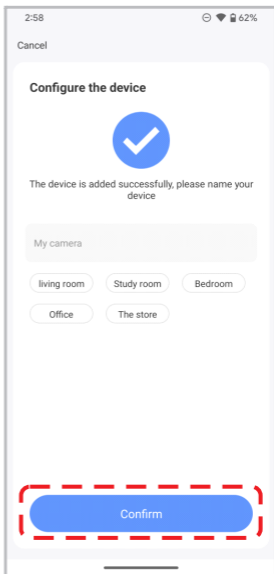 2:58 62%
Cancel
Configure the device
The device is added successfully, please name your
device
My camera
living room Study room Bedroom
Office The store
Confirm